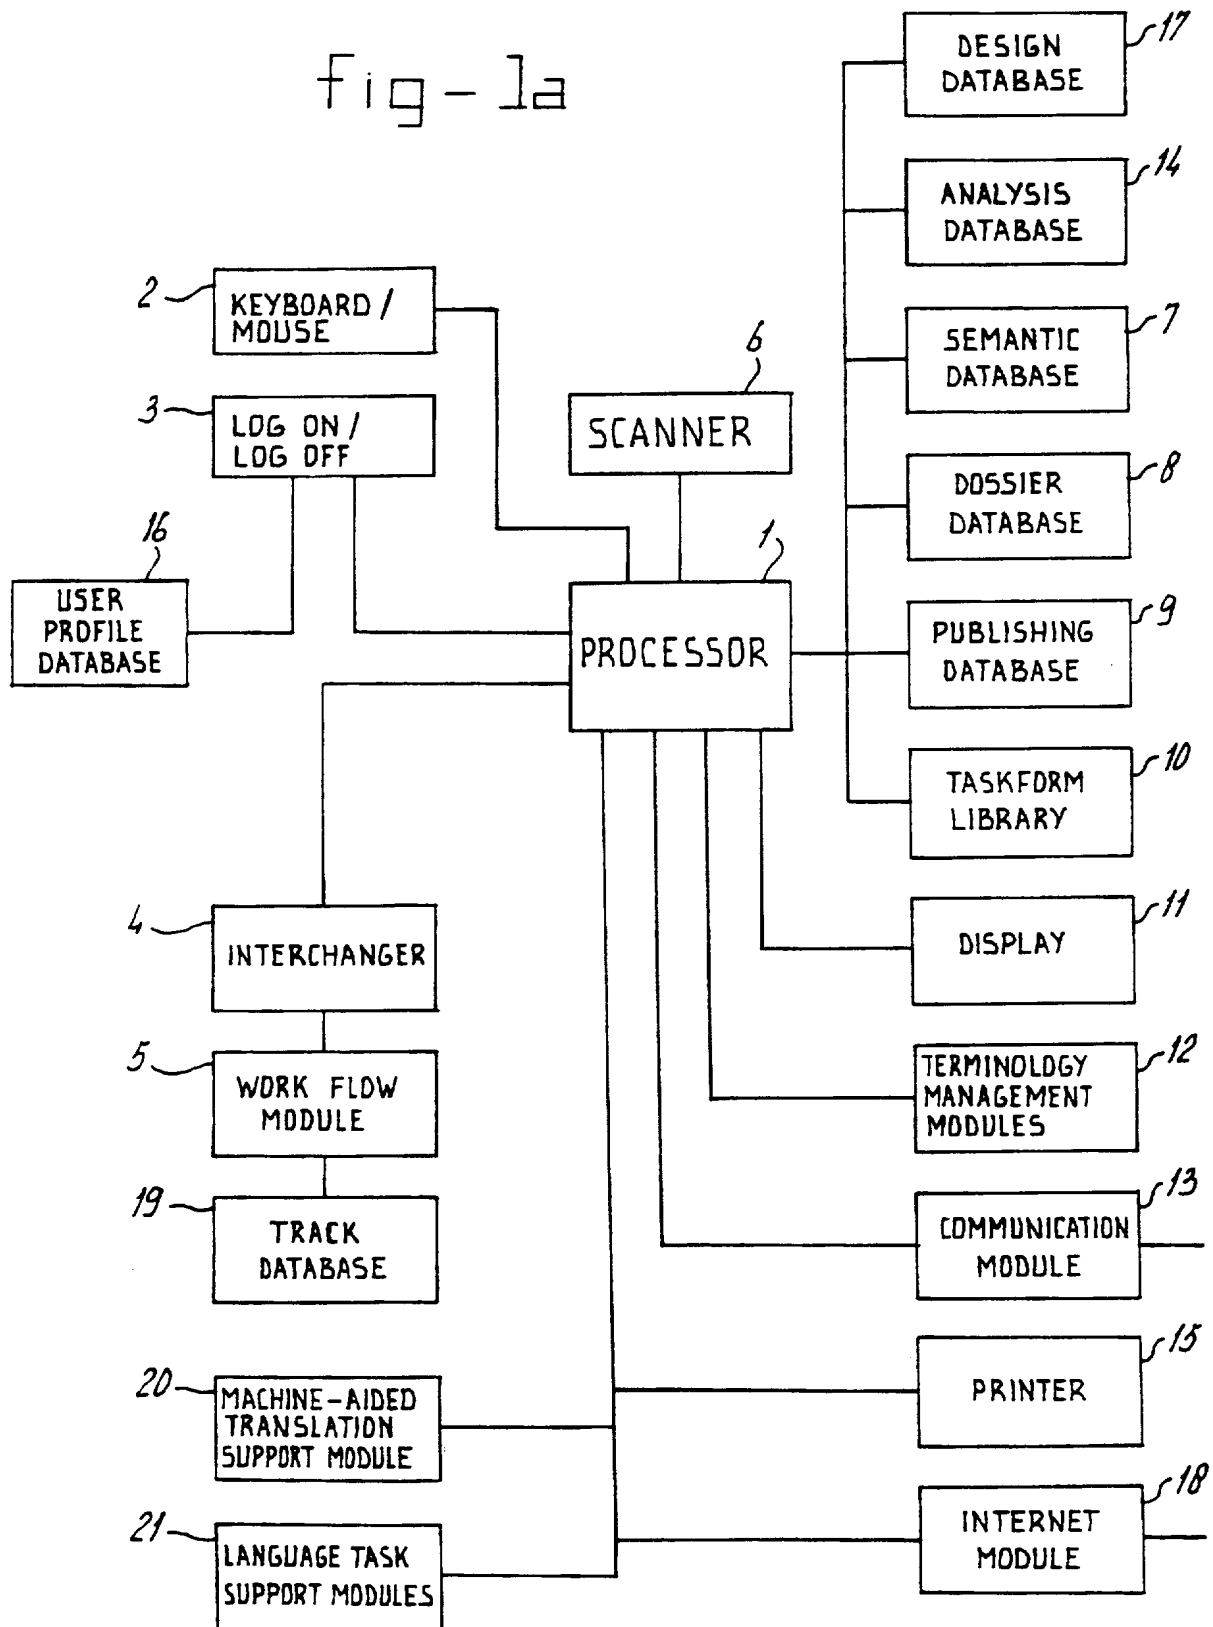 fig-1a
17
DESIGN
DATABASE
14
ANALYSIS
DATABASE
2
KEYBOARD/
MOUSE
7
SEMANTIC
DATABASE
6
SCANNER
3
LOG ON/
LOG OFF
8
DOSSIER
DATABASE
16
USER
PROFILE
DATABASE
1
PROCESSOR
9
PUBLISHING
DATABASE
10
TASKFORM
LIBRARY
4
INTERCHANGER
11
DISPLAY
5
WORK FLOW
MODULE
12
TERMINOLOGY
MANAGEMENT
MODULES
19
TRACK
DATABASE
13
COMMUNICATION
MODULE
20
MACHINE-AIDED
TRANSLATION
SUPPORT MODULE
15
PRINTER
21
LANGUAGE TASK
SUPPORT MODULES
18
INTERNET
MODULE